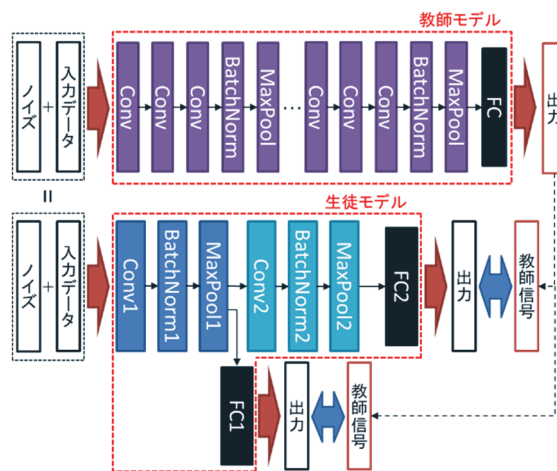 教師モデル
ノイズ
+
入力データ
Conv
Conv
Conv
BatchNorm
MaxPool
…
Conv
Conv
Conv
BatchNorm
MaxPool
FC
出力
=
生徒モデル
ノイズ
+
入力データ
Conv1
BatchNorm1
MaxPool1
Conv2
BatchNorm2
MaxPool2
FC2
出力
教師信号
FC1
出力
教師信号